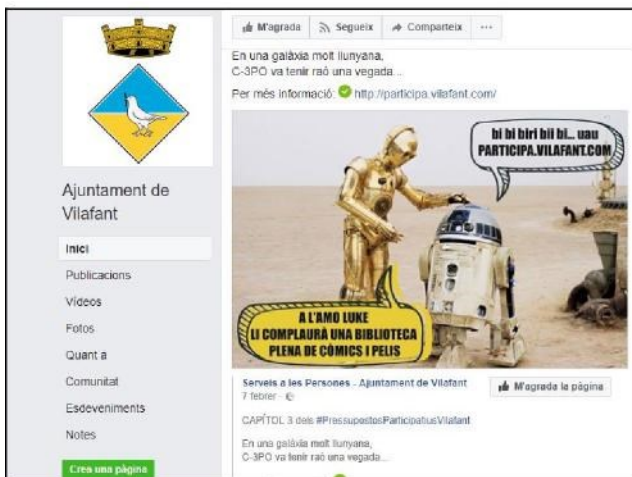 M'agrada Segueix Comparteix ...
En una galàxia molt llunyana,
C-3PO va tenir raó una vegada...
Per més informació: http://participa.vilafant.com/
bi bi biri bii bi... uau
PARTICIPA.VILAFANT.COM
A L'AMO LUKE
LI COMPLAURÀ UNA BIBLIOTECA
PLENA DE CÒMICS I PELIS
Ajuntament de
Vilafant
Inici
Publicacions
Vídeos
Fotos
Quant a
Comunitat
Esdeveniments
Notes
Crea una pàgina
Serveis a les Persones - Ajuntament de Vilafant
M'agrada la pàgina
7 febrer
CAPÍTOL 3 dels #PressupostosParticipatiusVilafant
En una galàxia molt llunyana,
C-3PO va tenir raó una vegada...